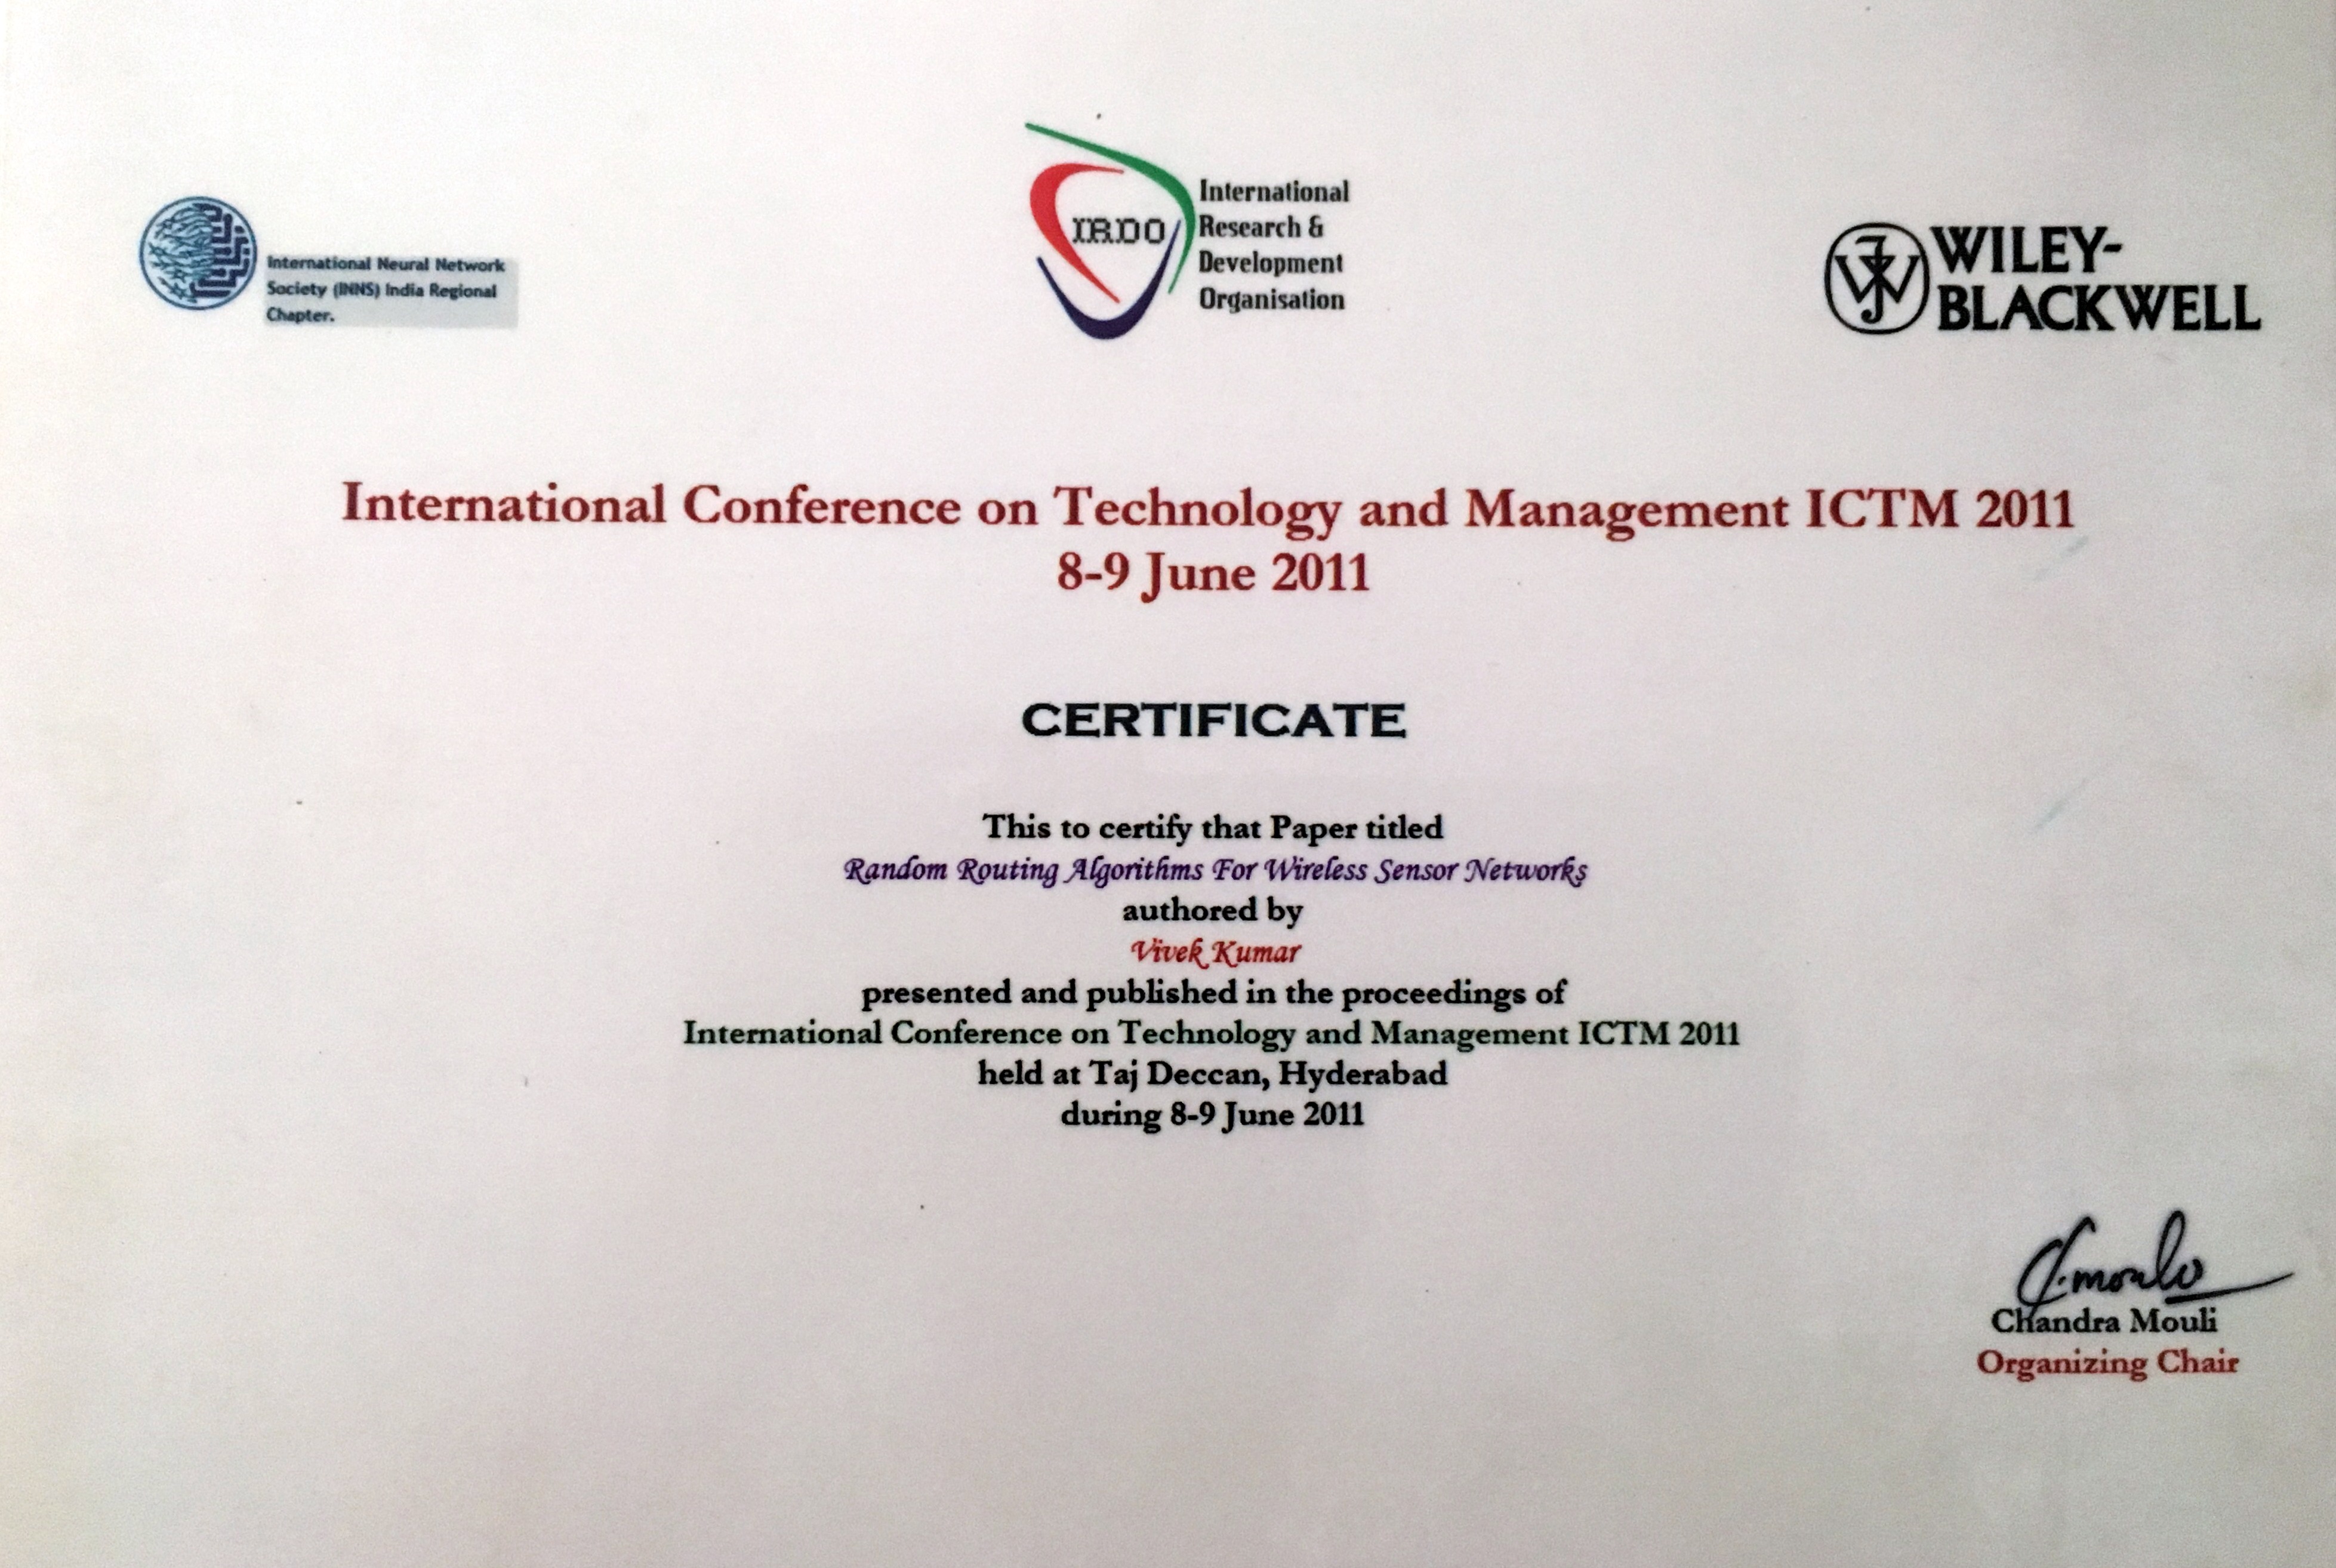 International Neural Network
Society (INNS) India Regional
Chapter.
IRDO
International
Research &
Development
Organisation
WILEY-
BLACKWELL
International Conference on Technology and Management ICTM 2011
8-9 June 2011
CERTIFICATE
This to certify that Paper titled
Random Routing Algorithms For Wireless Sensor Networks
authored by
Vivek Kumar
presented and published in the proceedings of
International Conference on Technology and Management ICTM 2011
held at Taj Deccan, Hyderabad
during 8-9 June 2011
C.mouli
Chandra Mouli
Organizing Chair